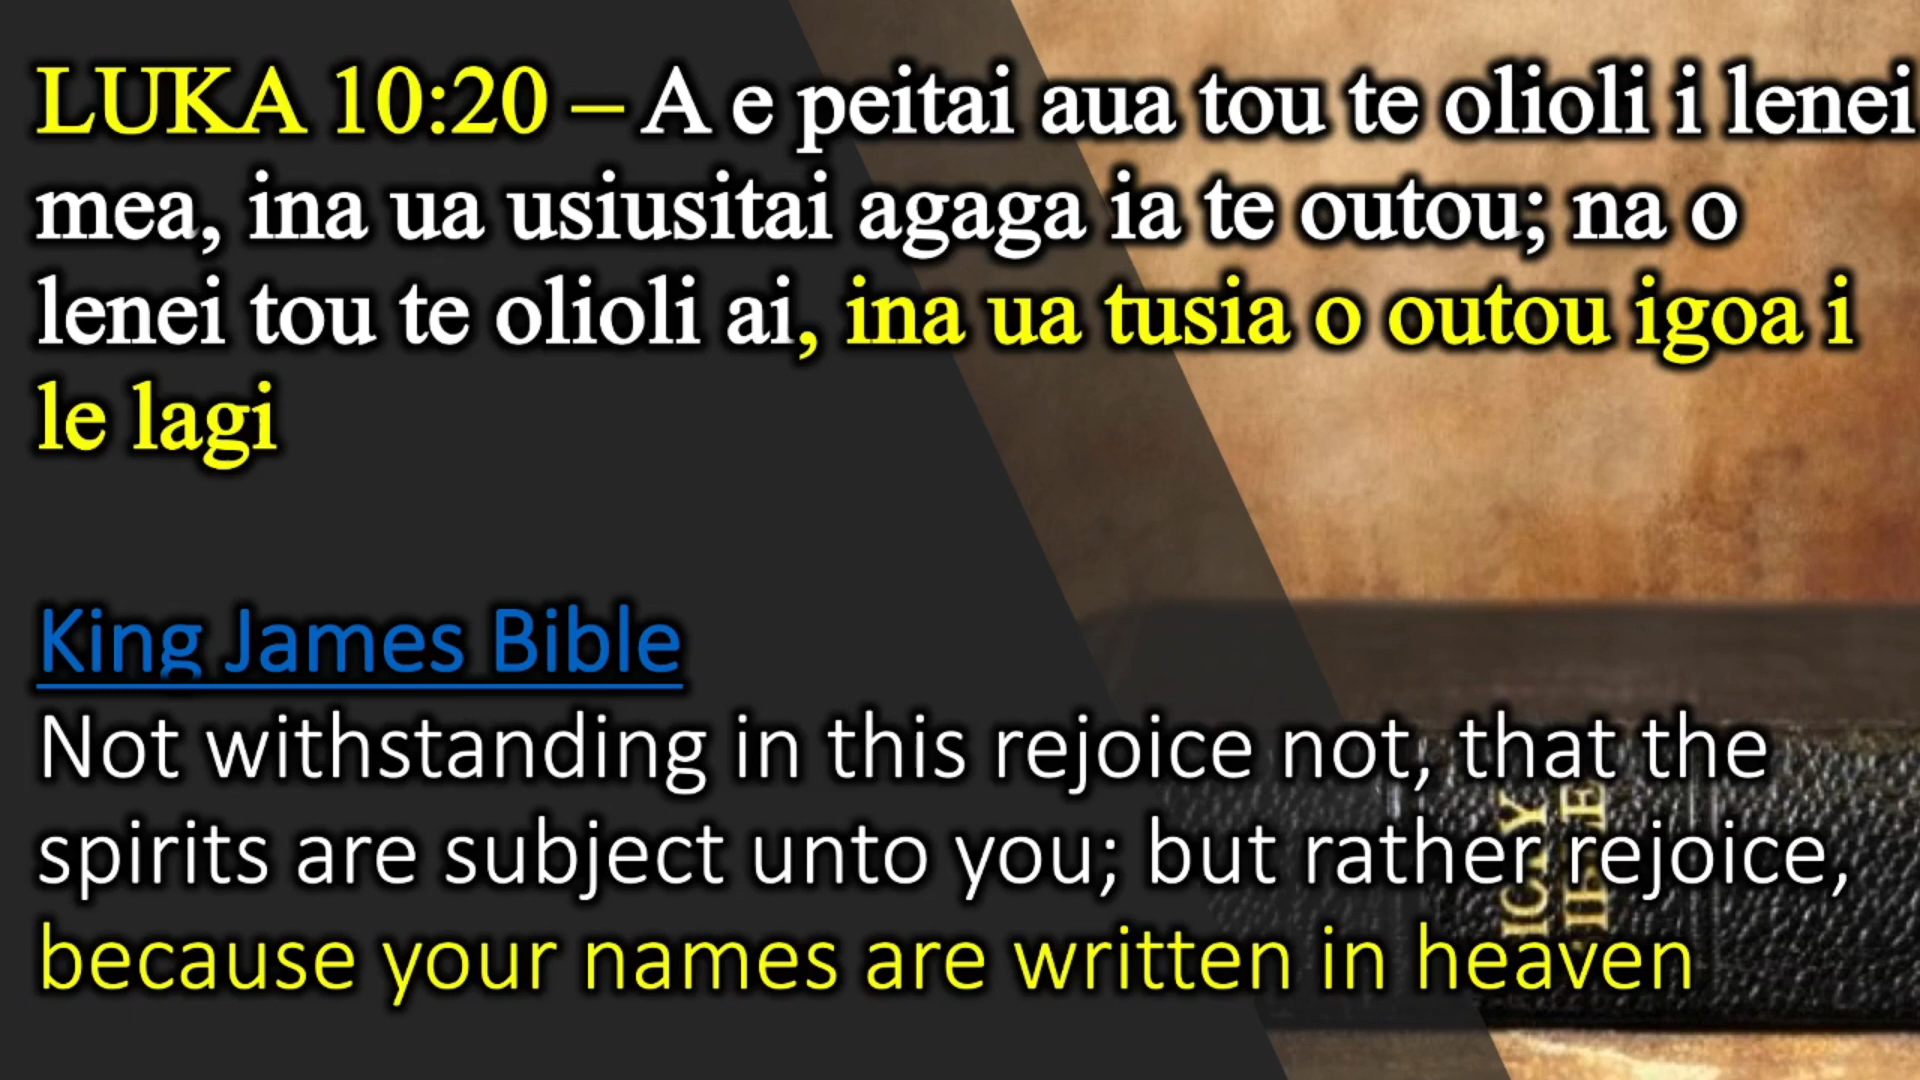 LUKA 10:20 – A e peitai aua tou te olioli i lenei
mea, ina ua usiusitai agaga ia te outou; na o
lenei tou te olioli ai, ina ua tusia o outou igoa i
le lagi
King James Bible
Not withstanding in this rejoice not, that the
spirits are subject unto you; but rather rejoice,
because your names are written in heaven